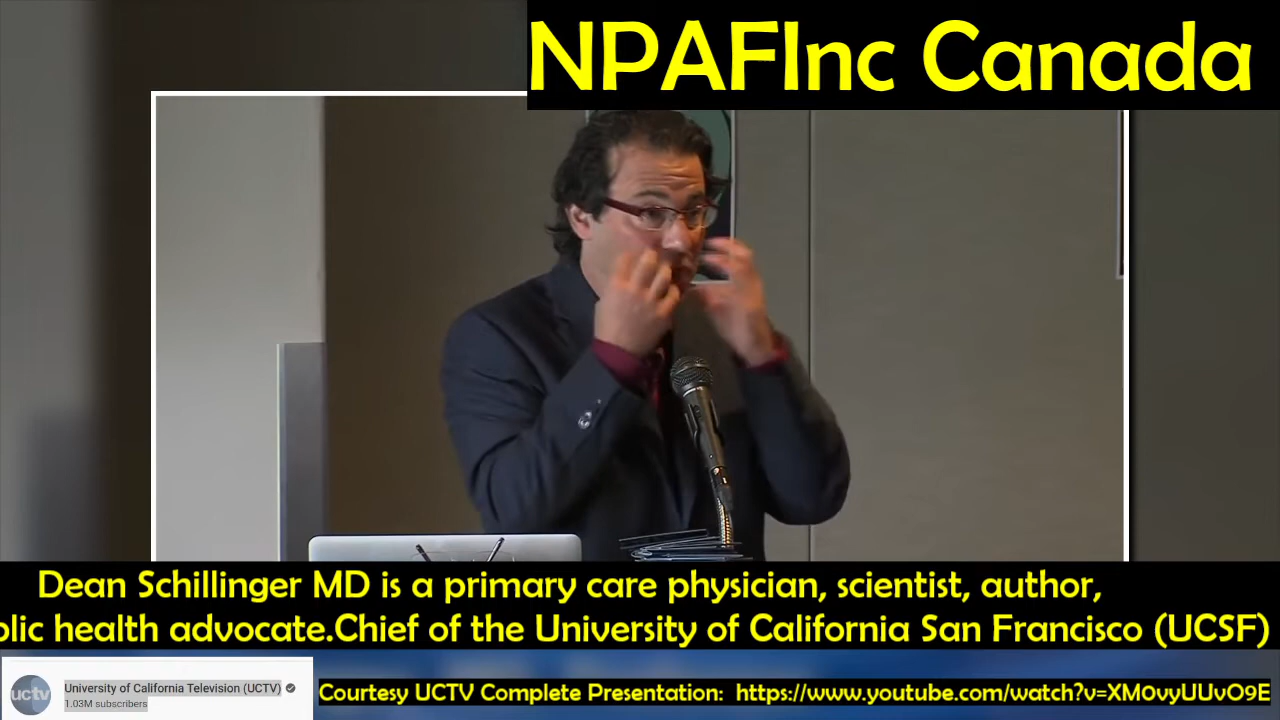 NPAFInc Canada
Dean Schillinger MD is a primary care physician, scientist, author,
health advocate.Chief of the University of California San Francisco (UCSF)
uctv
University of California Television (UCTV)
1.03M subscribers
Courtesy UCTV Complete Presentation: https://www.youtube.com/watch?v=XM0vyUUvO9E